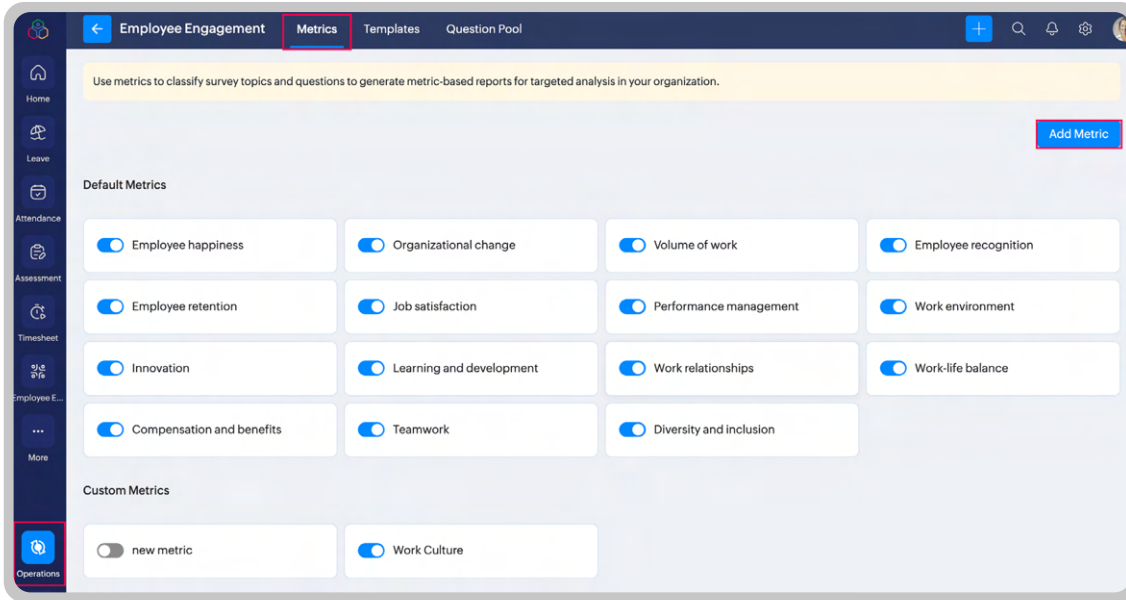 Employee Engagement Metrics Templates Question Pool
Home
Leave
Attendance
Assessment
Timesheet
Employee E...
More
Operations
Use metrics to classify survey topics and questions to generate metric-based reports for targeted analysis in your organization.
Add Metric
Default Metrics
Employee happiness Organizational change Volume of work Employee recognition
Employee retention Job satisfaction Performance management Work environment
Innovation Learning and development Work relationships Work-life balance
Compensation and benefits Teamwork Diversity and inclusion
Custom Metrics
new metric Work Culture